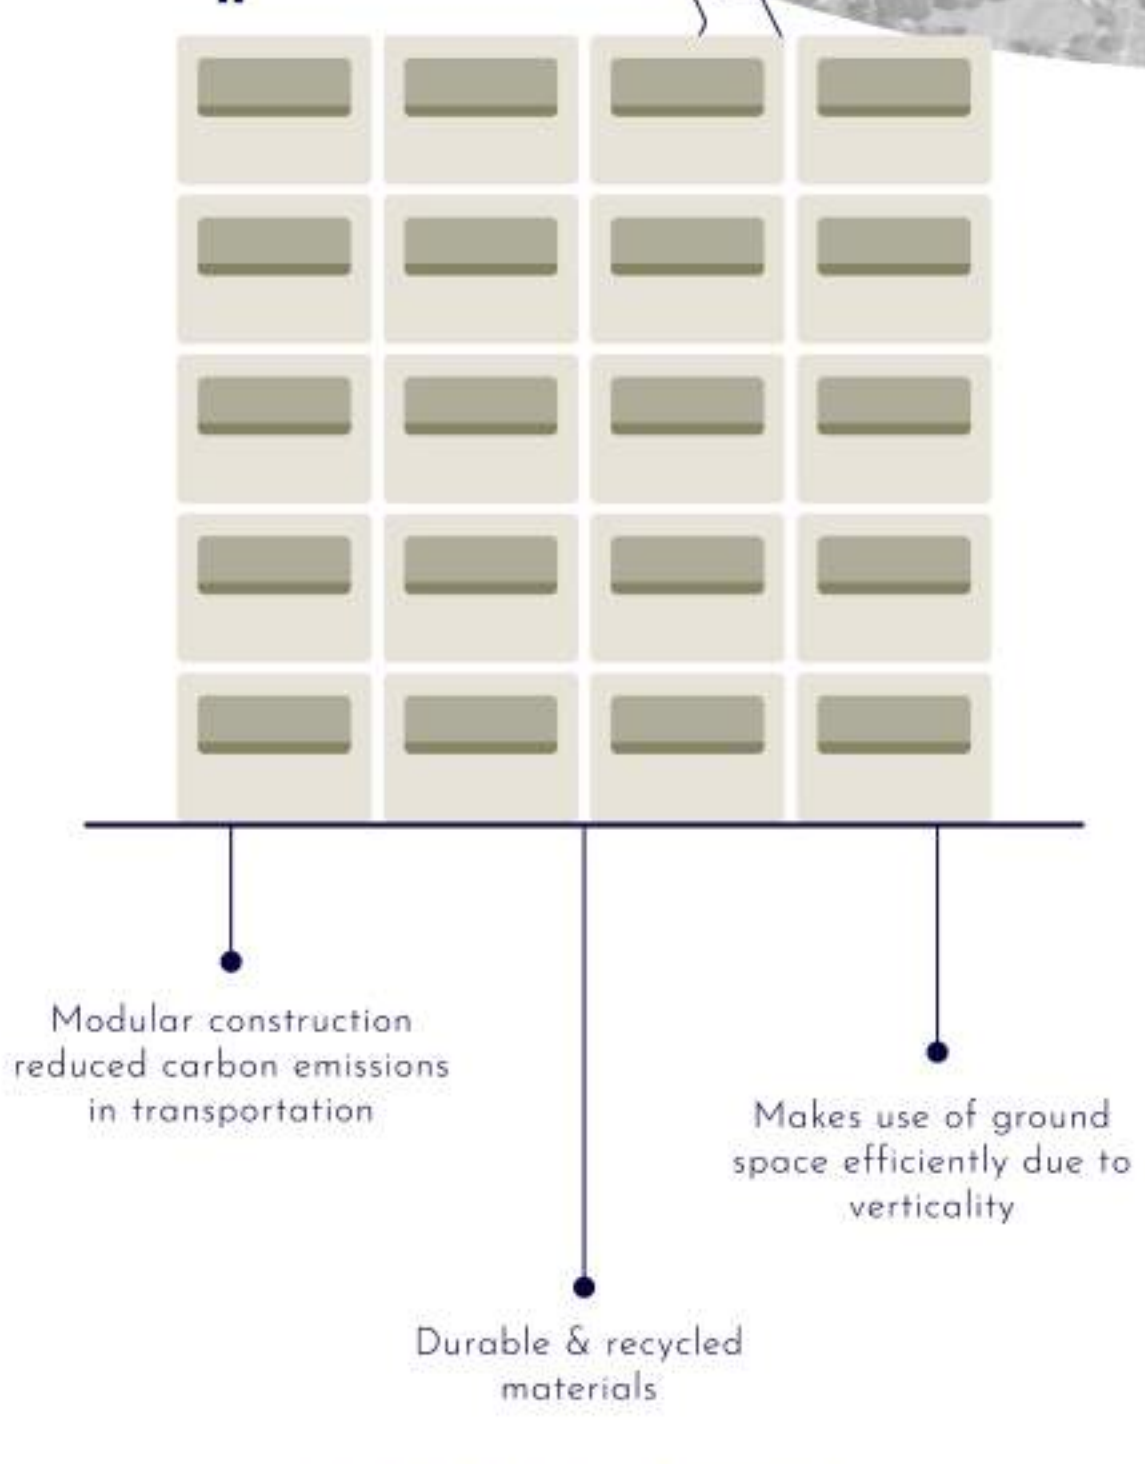 Modular construction
reduced carbon emissions
in transportation
Makes use of ground
space efficiently due to
verticality
Durable & recycled
materials